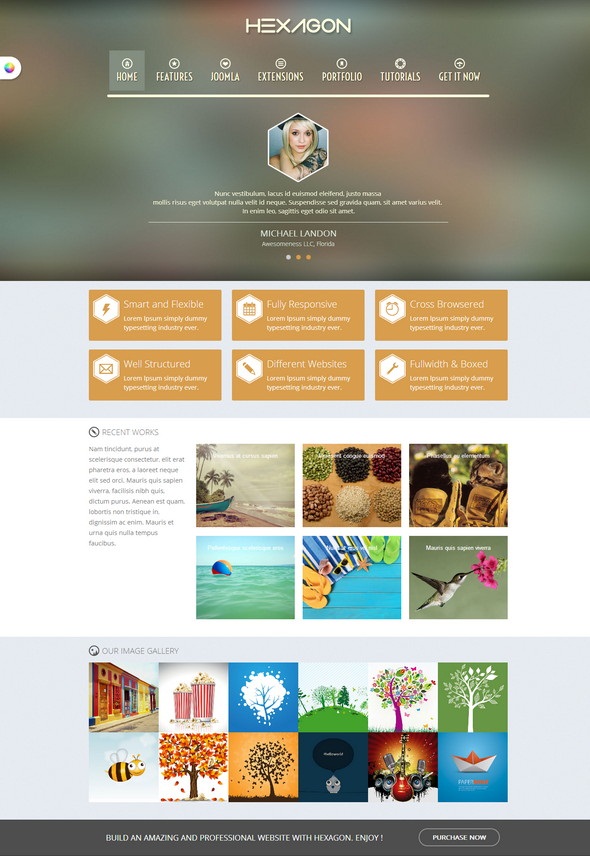 HEXAGON
HOME FEATURES JOOMLA EXTENSIONS PORTFOLIO TUTORIALS GET IT NOW
Nunc vestibulum, lacus id euismod eleifend, justo massa
mollis risus eget volutpat nulla velit id neque. Suspendisse sed gravida quam, sit amet varius velit.
In enim leo, sagittis eget odio sit amet.
MICHAEL LANDON
Awesomeness LLC, Florida
Smart and Flexible
Lorem Ipsum simply dummy
typesetting industry ever.
Fully Responsive
Lorem Ipsum simply dummy
typesetting industry ever.
Cross Browsered
Lorem Ipsum simply dummy
typesetting industry ever.
Well Structured
Lorem Ipsum simply dummy
typesetting industry ever.
Different Websites
Lorem Ipsum simply dummy
typesetting industry ever.
Fullwidth & Boxed
Lorem Ipsum simply dummy
typesetting industry ever.
RECENT WORKS
Nam tincidunt, purus at
scelerisque consectetur, elit erat
pharetra eros, a laoreet neque
elit sed orci. Mauris quis sapien
viverra, facilisis nibh quis,
dictum purus. Aenean est quam,
lobortis non tristique in,
dignissim ac enim. Mauris et
urna quis nulla tempus
faucibus.
at cursus sapien
congue euismod
Phasellus eu elementum
Mauris quis sapien viverra
OUR IMAGE GALLERY
PAPER
BUILD AN AMAZING AND PROFESSIONAL WEBSITE WITH HEXAGON. ENJOY !
PURCHASE NOW